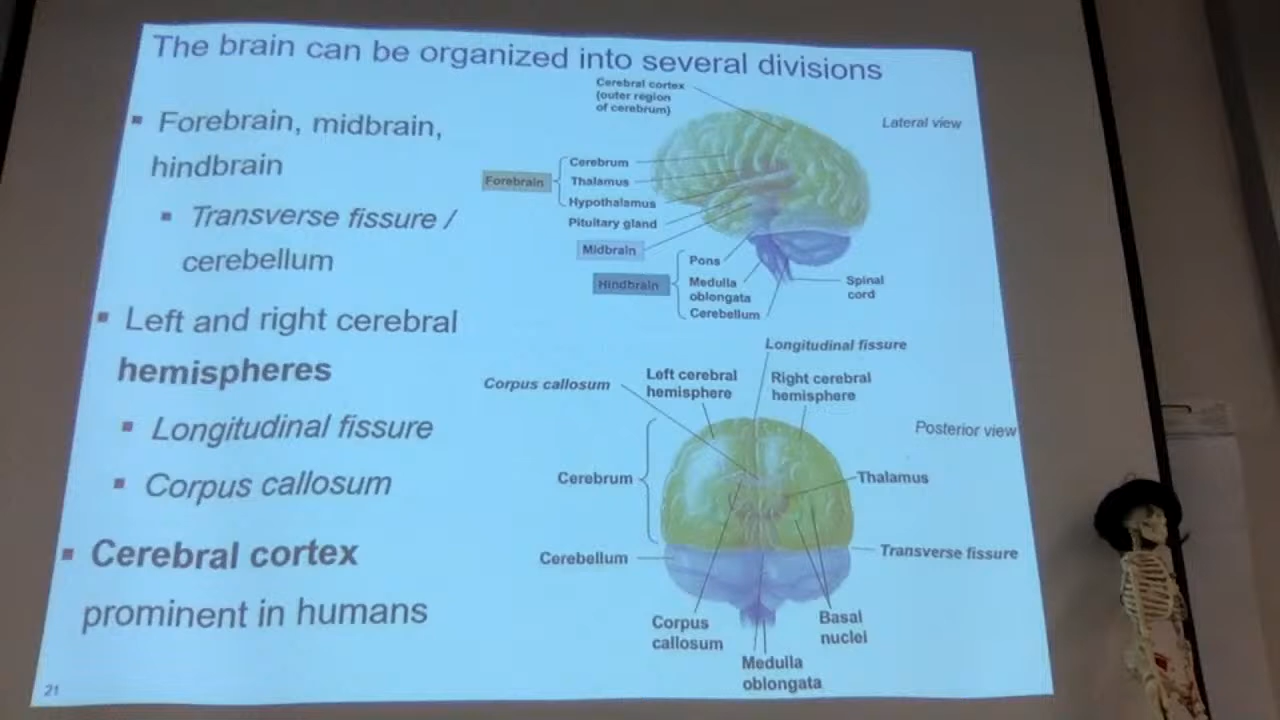 The brain can be organized into several divisions
▪ Forebrain, midbrain,
hindbrain
▪ Transverse fissure /
cerebellum
▪ Left and right cerebral
hemispheres
▪ Longitudinal fissure
▪ Corpus callosum
▪ Cerebral cortex
prominent in humans
21
Cerebral cortex
(outer region
of cerebrum)
Lateral view
Forebrain
Cerebrum
Thalamus
Hypothalamus
Pituitary gland
Midbrain
Hindbrain
Pons
Medulla
oblongata
Cerebellum
Spinal
cord
Longitudinal fissure
Corpus callosum
Left cerebral
hemisphere
Right cerebral
hemisphere
Posterior view
Cerebrum
Thalamus
Cerebellum
Transverse fissure
Corpus
callosum
Basal
nuclei
Medulla
oblongata